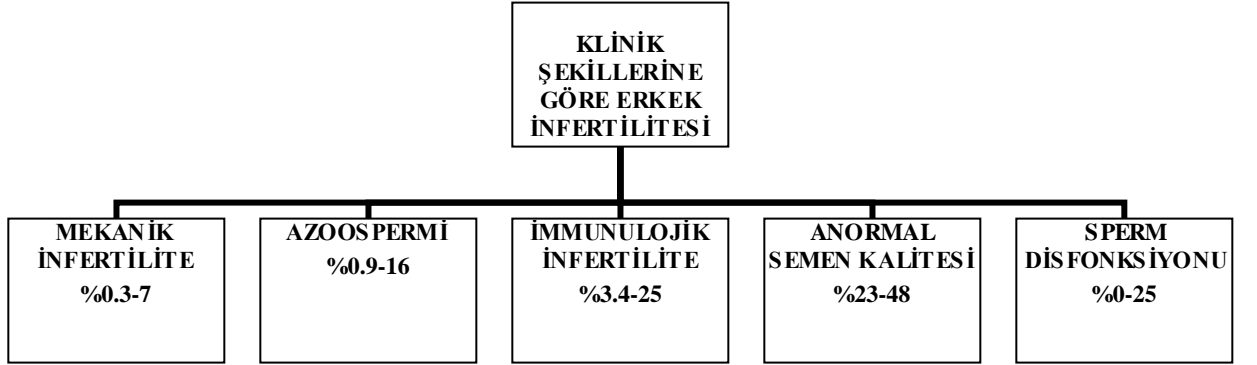 KLİNİK
ŞEKİLLERİNE
GÖRE ERKEK
İNFERTİLİTESİ
MEKANİK
İNFERTİLİTE
%0.3-7
AZOOSPERMİ
%0.9-16
İMMUNULOJİK
İNFERTİLİTE
%3.4-25
ANORMAL
SEMEN KALİTESİ
%23-48
SPERM
DİSFONKSİYONU
%0-25